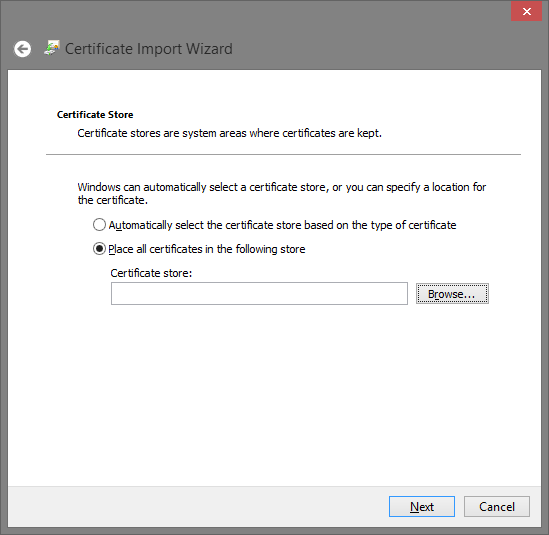 Certificate Import Wizard
Certificate Store
Certificate stores are system areas where certificates are kept.
Windows can automatically select a certificate store, or you can specify a location for
the certificate.
Automatically select the certificate store based on the type of certificate
Place all certificates in the following store
Certificate store:
Browse...
Next
Cancel